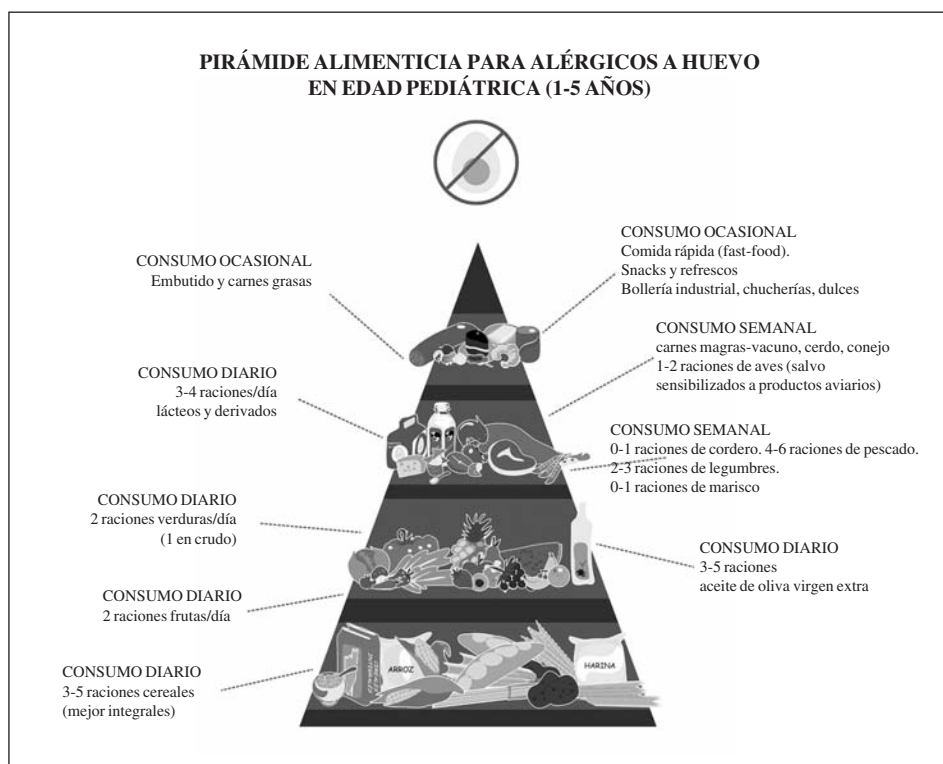 PIRÁMIDE ALIMENTICIA PARA ALÉRGICOS A HUEVO
EN EDAD PEDIÁTRICA (1-5 AÑOS)
CONSUMO OCASIONAL
Embutido y carnes grasas
CONSUMO OCASIONAL
Comida rápida (fast-food).
Snacks y refrescos
Bollería industrial, chucherías, dulces
CONSUMO SEMANAL
carnes magras-vacuno, cerdo, conejo
1-2 raciones de aves (salvo
sensibilizados a productos aviarios)
CONSUMO DIARIO
3-4 raciones/día
lácteos y derivados
CONSUMO SEMANAL
0-1 raciones de cordero. 4-6 raciones de pescado.
2-3 raciones de legumbres.
0-1 raciones de marisco
CONSUMO DIARIO
2 raciones verduras/día
(1 en crudo)
CONSUMO DIARIO
3-5 raciones
aceite de oliva virgen extra
CONSUMO DIARIO
2 raciones frutas/día
CONSUMO DIARIO
3-5 raciones cereales
(mejor integrales)
ARROZ
HARINA